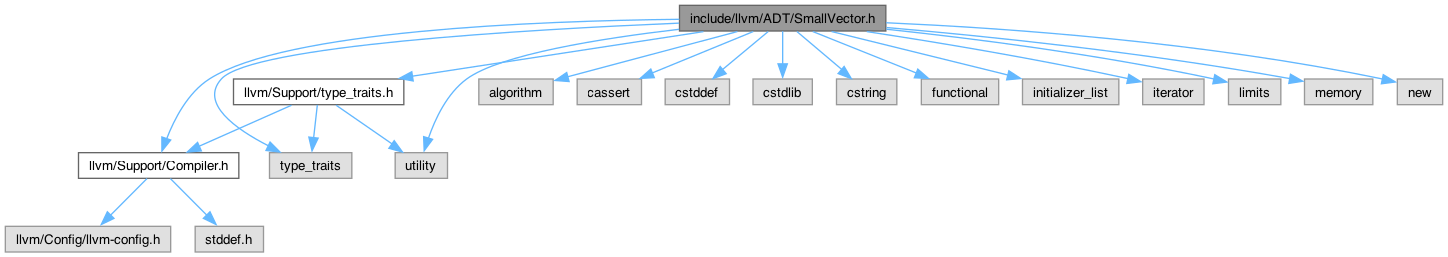 include/llvm/ADT/SmallVector.h
llvm/Support/type_traits.h
algorithm
cassert
cstddef
cstdlib
cstring
functional
initializer_list
iterator
limits
memory
new
llvm/Support/Compiler.h
type_traits
utility
llvm/Config/llvm-config.h
stddef.h